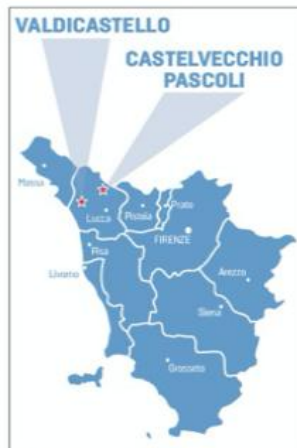 VALDICASTELLO
CASTELVECCHIO
PASCOLI
Massa
Lucca
Pistoia
Prato
FIRENZE
Pisa
Livorno
Arezzo
Siena
Grosseto